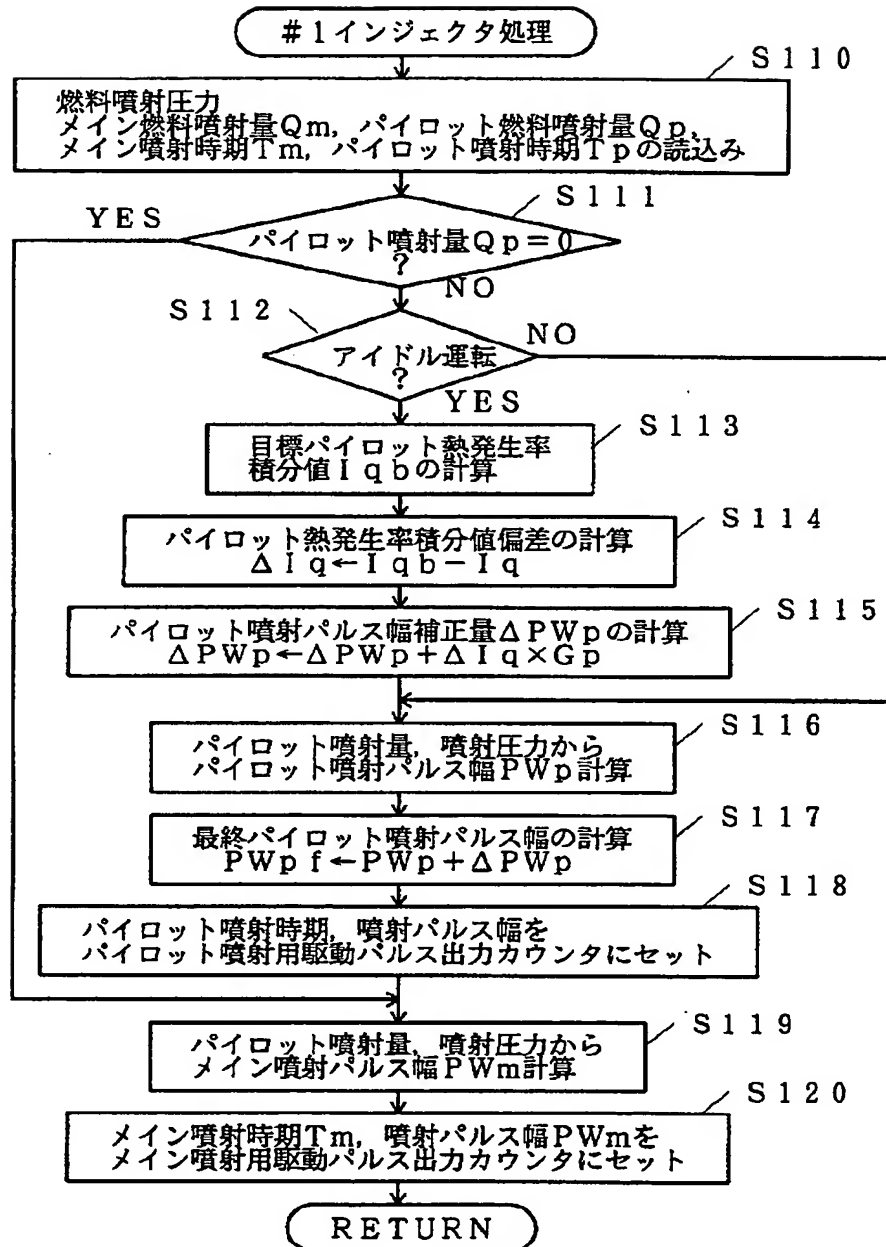 #1インジェクタ処理
S110
燃料噴射圧力
メイン燃料噴射量Qm,パイロット燃料噴射量Qp,
メイン噴射時期Tm,パイロット噴射時期Tpの読込み
S111
YES
パイロット噴射量Qp=0
?
NO
S112
NO
アイドル運転
?
YES
S113
目標パイロット熱発生率
積分値Iqbの計算
S114
パイロット熱発生率積分値偏差の計算
ΔIq←Iqb-Iq
S115
パイロット噴射パルス幅補正量ΔPWpの計算
ΔPWp←ΔPWp+ΔIq×Gp
S116
パイロット噴射量,噴射圧力から
パイロット噴射パルス幅PWp計算
S117
最終パイロット噴射パルス幅の計算
PWpf←PWp+ΔPWp
S118
パイロット噴射時期,噴射パルス幅を
パイロット噴射用駆動パルス出力カウンタにセット
S119
パイロット噴射量,噴射圧力から
メイン噴射パルス幅PWm計算
S120
メイン噴射時期Tm,噴射パルス幅PWmを
メイン噴射用駆動パルス出力カウンタにセット
RETURN